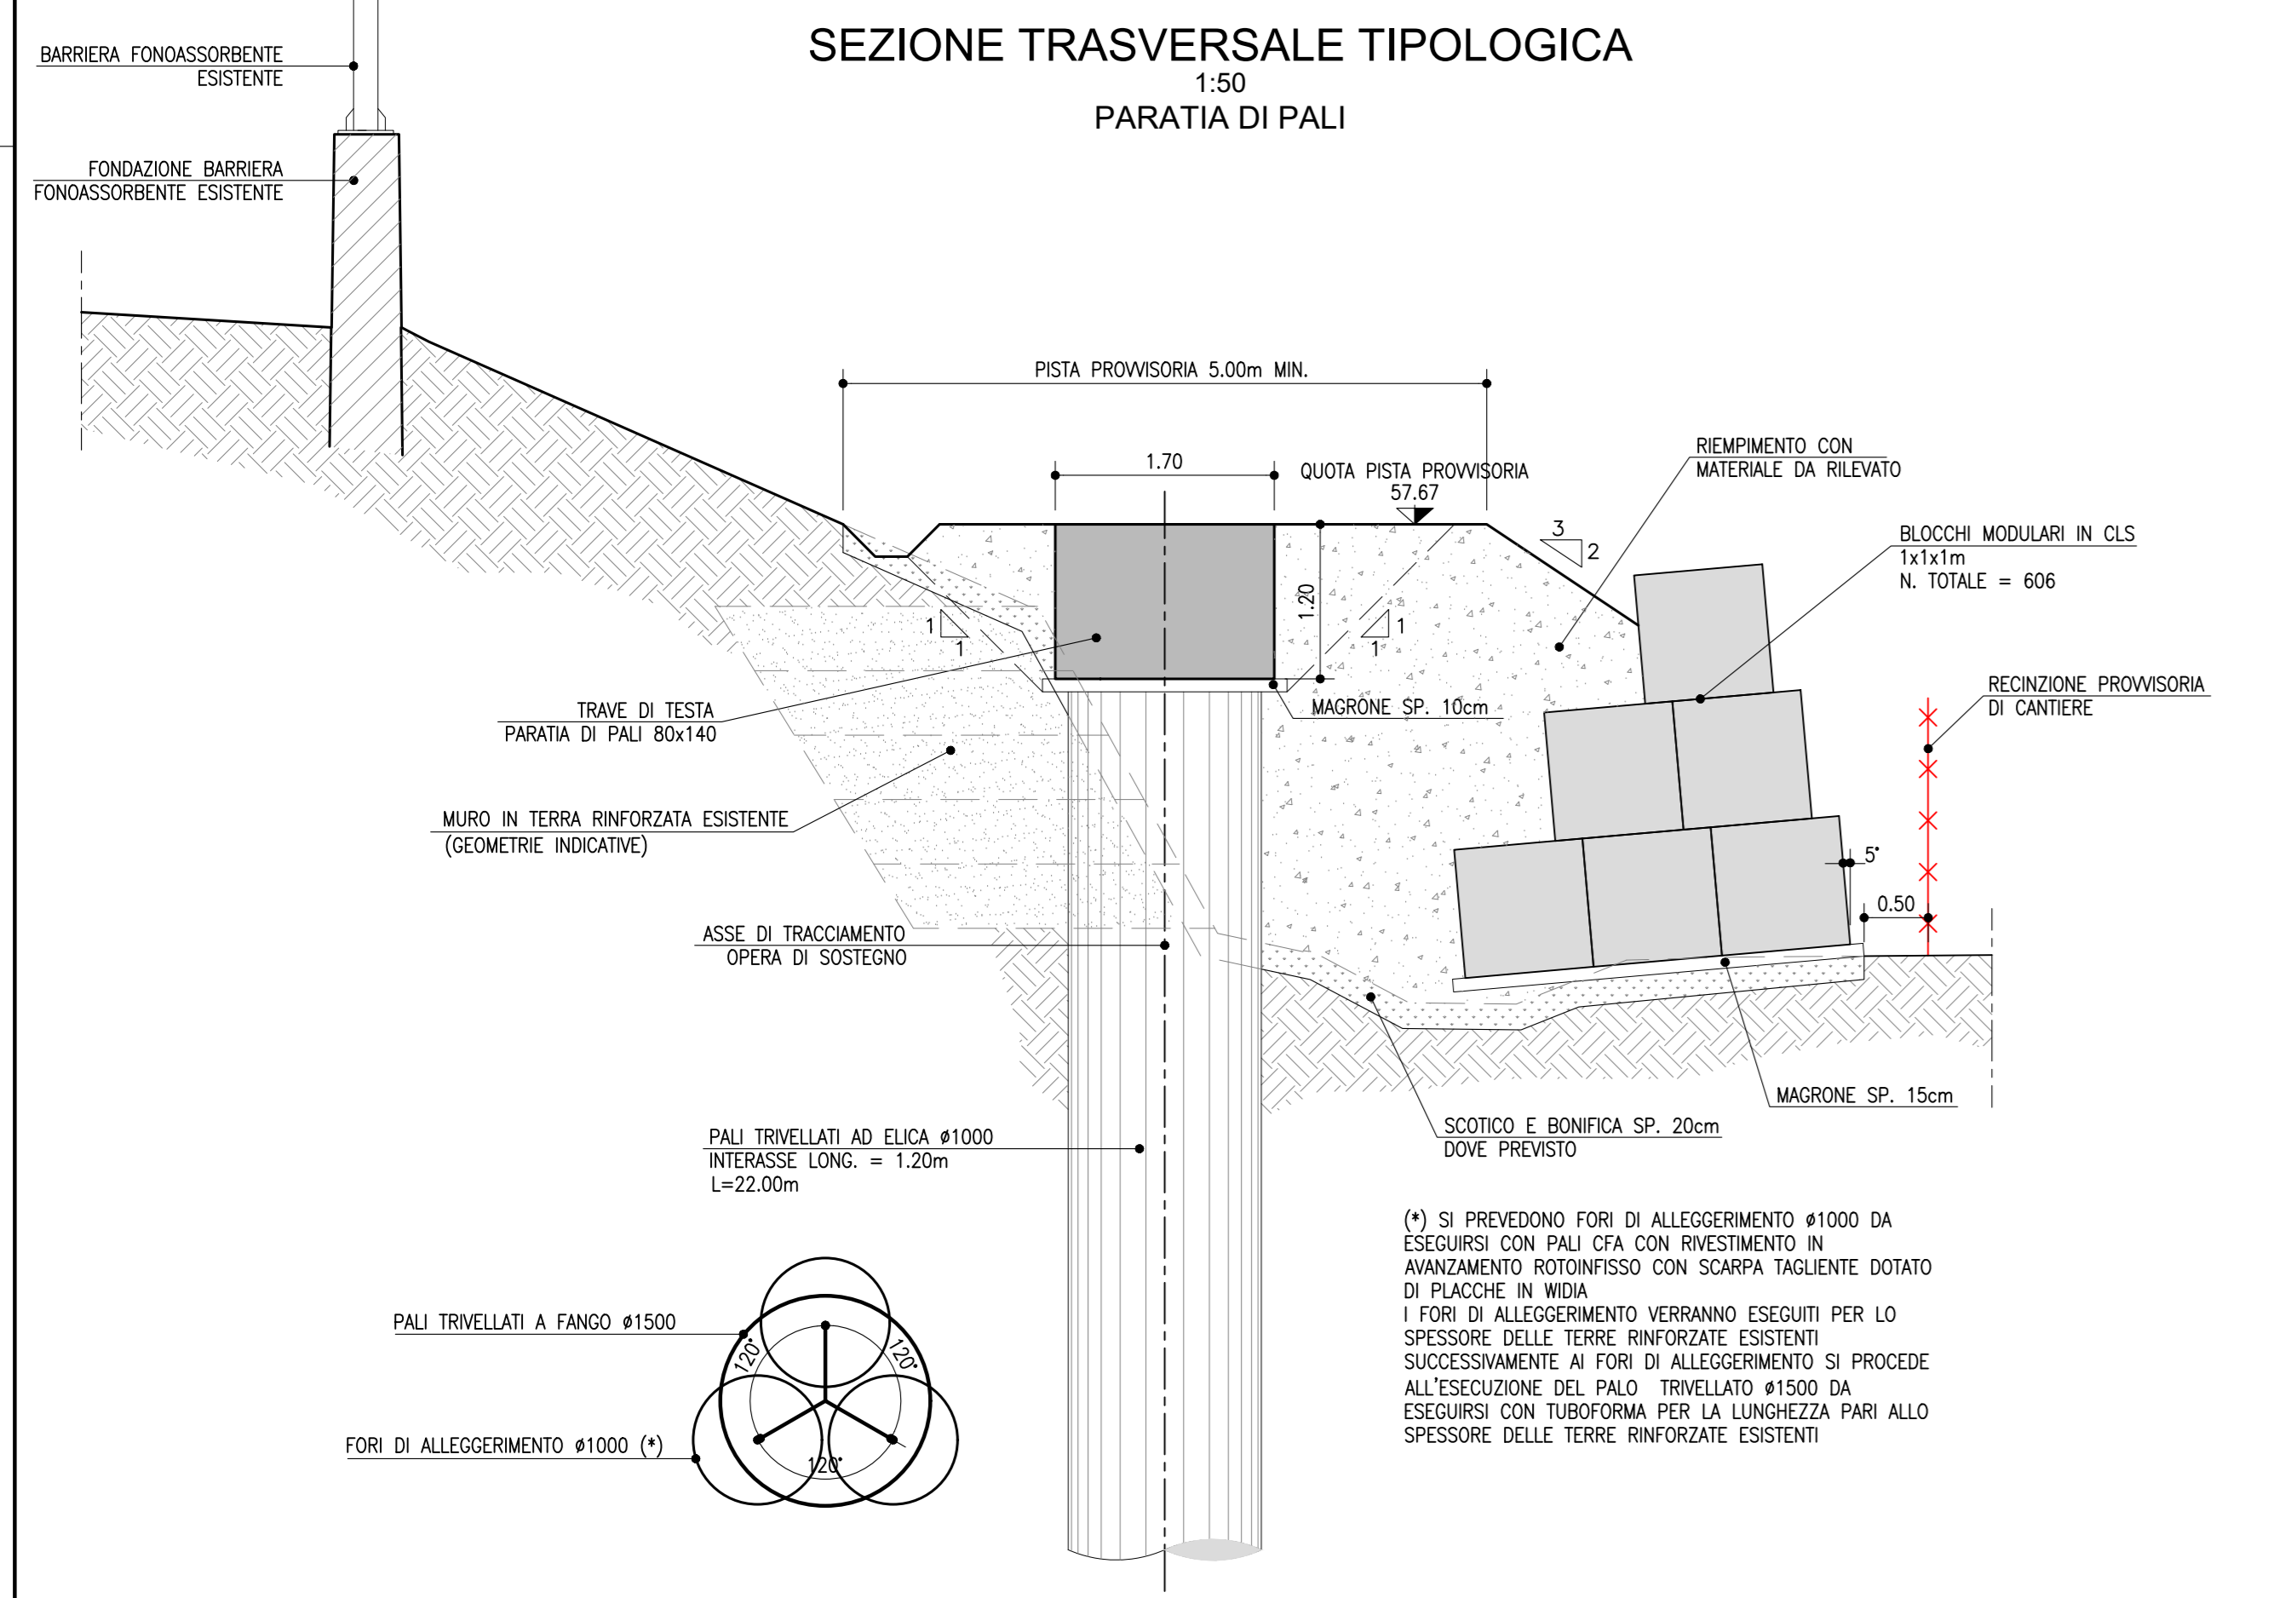 SEZIONE TRASVERSALE TIPOLOGICA
1:50
PARATIA DI PALI
BARRIERA FONOASSORBENTE
ESISTENTE
FONDAZIONE BARRIERA
FONOASSORBENTE ESISTENTE
PISTA PROVVISORIA 5.00m MIN.
1.70
QUOTA PISTA PROVVISORIA
57.67
RIEMPIMENTO CON
MATERIALE DA RILEVATO
3
2
BLOCCHI MODULARI IN CLS
1x1x1m
N. TOTALE = 606
1.20
1
1
1
1
RECINZIONE PROVVISORIA
DI CANTIERE
TRAVE DI TESTA
PARATIA DI PALI 80x140
MAGRONE SP. 10cm
MURO IN TERRA RINFORZATA ESISTENTE
(GEOMETRIE INDICATIVE)
5°
0.50
ASSE DI TRACCIAMENTO
OPERA DI SOSTEGNO
MAGRONE SP. 15cm
SCOTICO E BONIFICA SP. 20cm
DOVE PREVISTO
PALI TRIVELLATI AD ELICA ø1000
INTERASSE LONG. = 1.20m
L=22.00m
(*) SI PREVEDONO FORI DI ALLEGGERIMENTO ø1000 DA
ESEGUIRSI CON PALI CFA CON RIVESTIMENTO IN
AVANZAMENTO ROTOINFISSO CON SCARPA TAGLIENTE DOTATO
DI PLACCHE IN WIDIA
I FORI DI ALLEGGERIMENTO VERRANNO ESEGUITI PER LO
SPESSORE DELLE TERRE RINFORZATE ESISTENTI
SUCCESSIVAMENTE AI FORI DI ALLEGGERIMENTO SI PROCEDE
ALL'ESECUZIONE DEL PALO TRIVELLATO ø1500 DA
ESEGUIRSI CON TUBOFORMA PER LA LUNGHEZZA PARI ALLO
SPESSORE DELLE TERRE RINFORZATE ESISTENTI
PALI TRIVELLATI A FANGO ø1500
120°
120°
120°
FORI DI ALLEGGERIMENTO ø1000 (*)